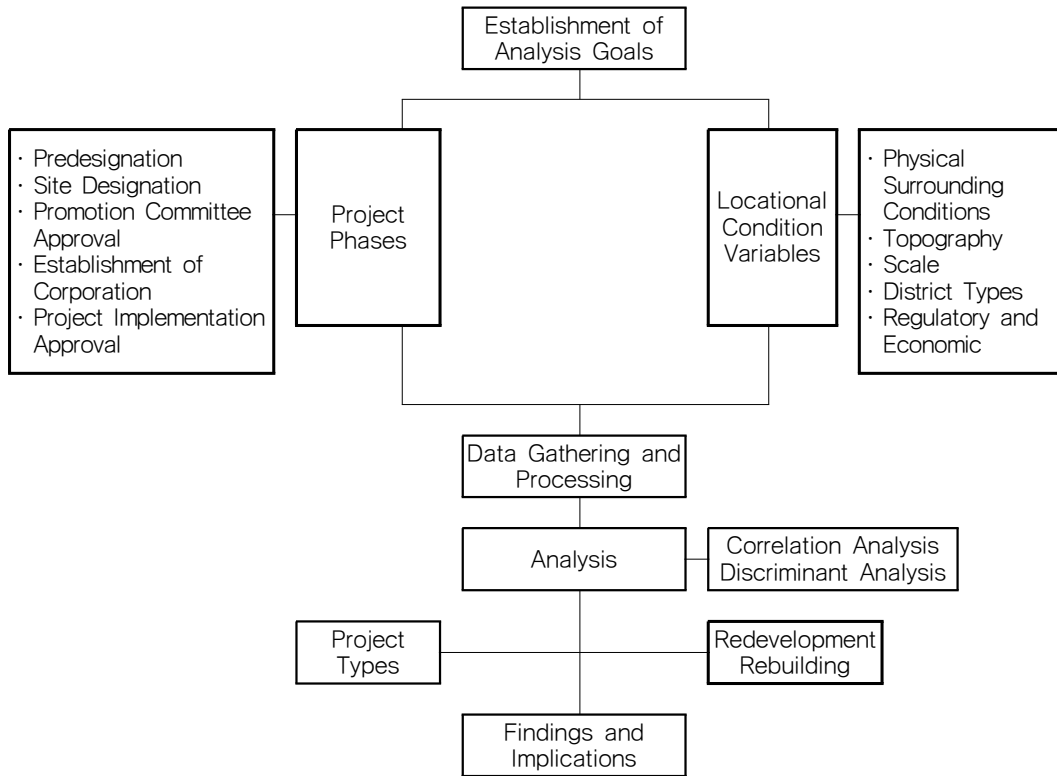 Establishment of
Analysis Goals
· Predesignation
· Site Designation
· Promotion Committee
Approval
· Establishment of
Corporation
· Project Implementation
Approval
Project
Phases
Locational
Condition
Variables
· Physical
Surrounding
Conditions
· Topography
· Scale
· District Types
· Regulatory and
Economic
Data Gathering and
Processing
Analysis
Correlation Analysis
Discriminant Analysis
Project
Types
Redevelopment
Rebuilding
Findings and
Implications